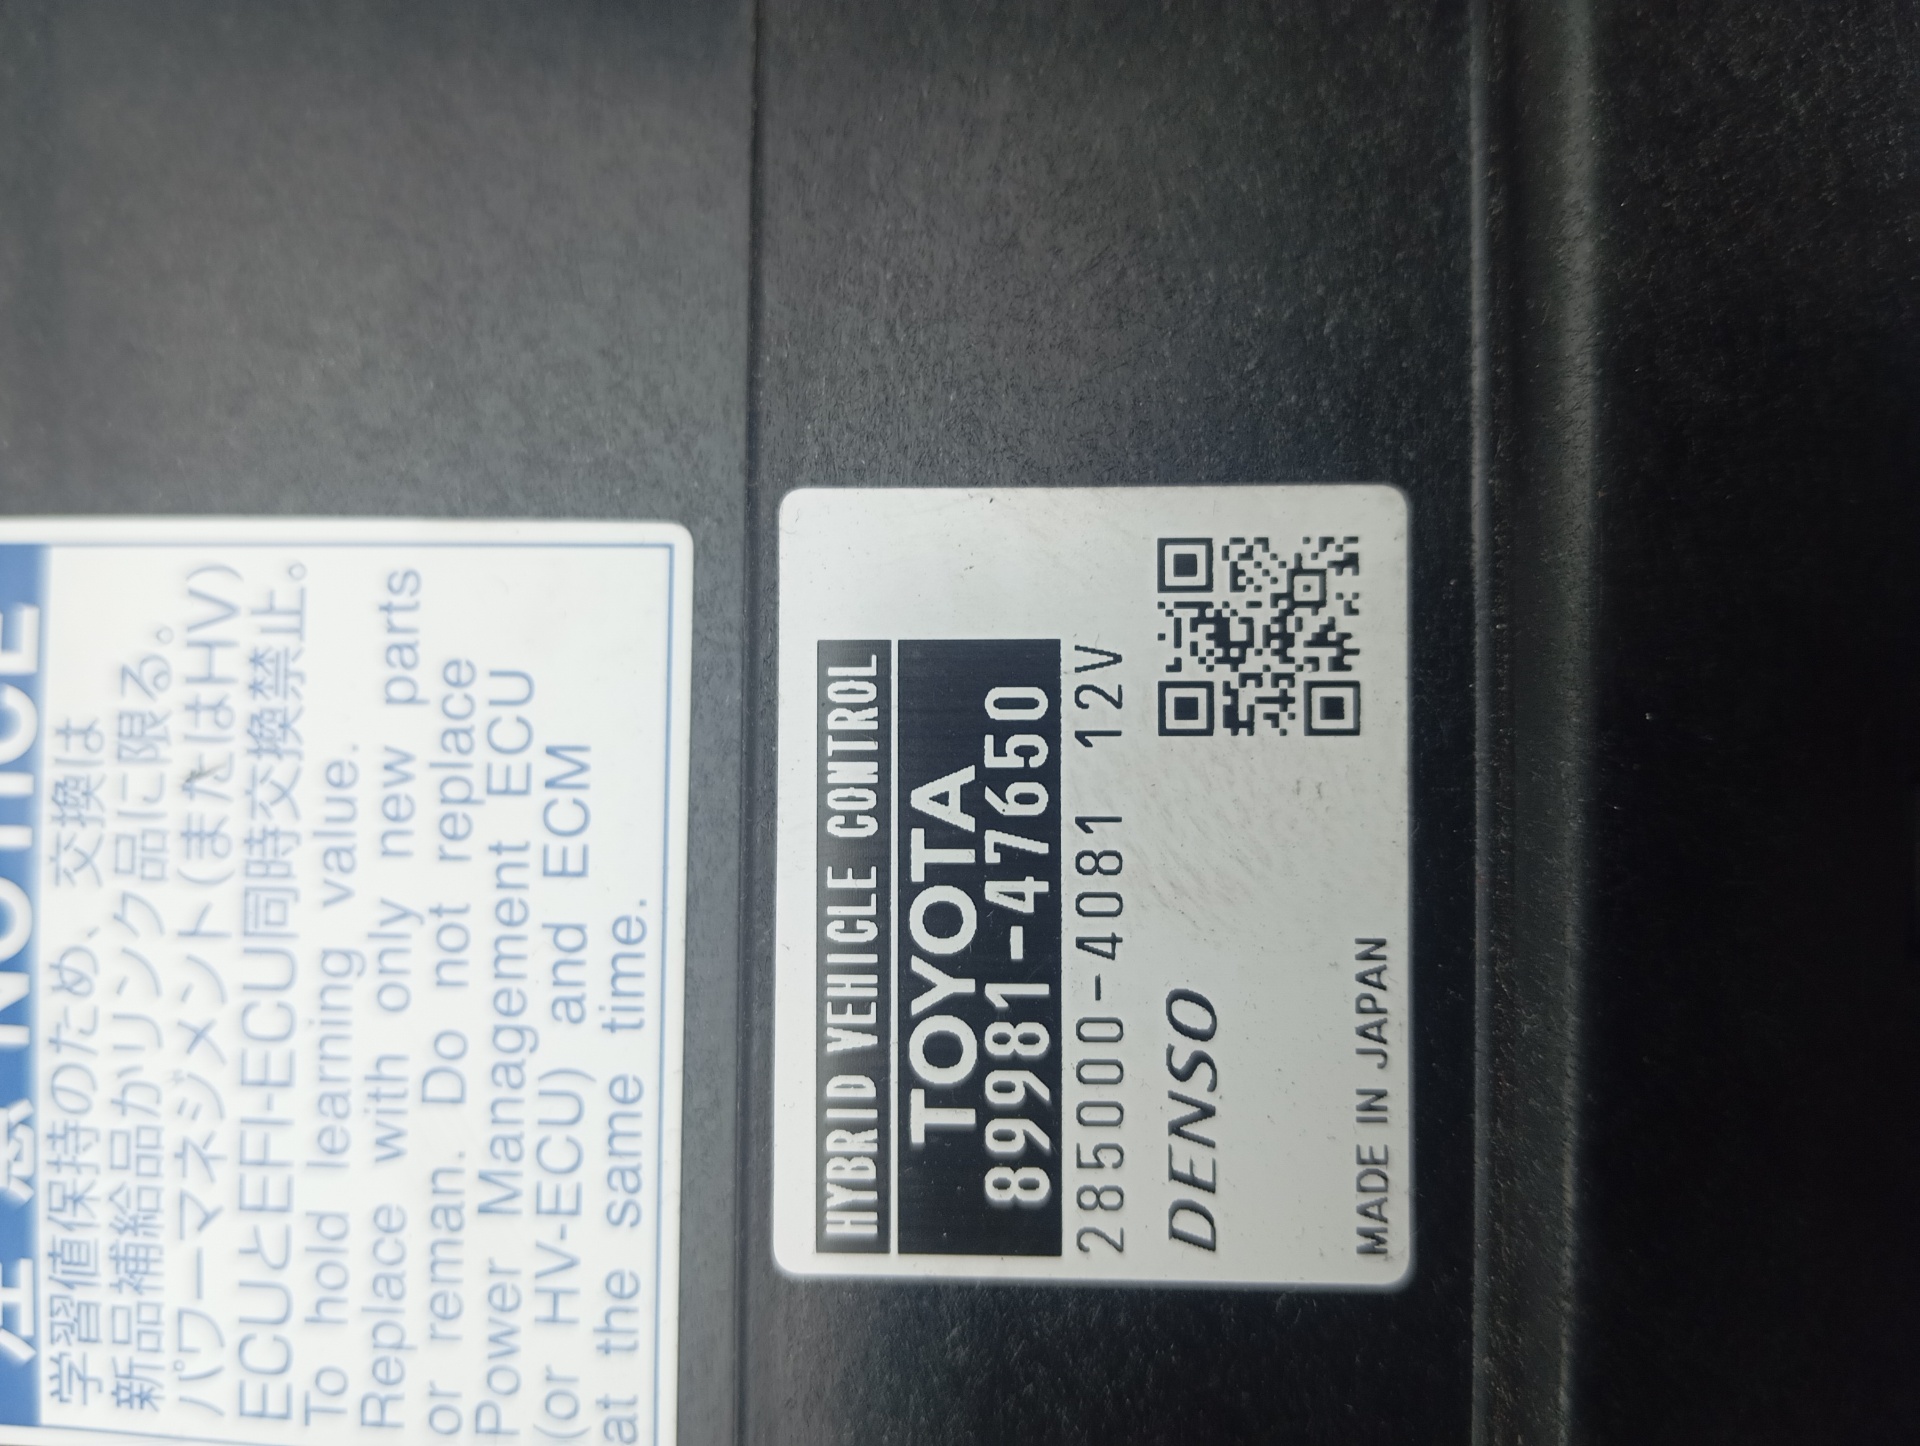 注意 NOTICE
学習値保持のため、交換は
新品補給品かリンク品に限る。
パワーマネジメント(またはHV)
ECUとEFI-ECU同時交換禁止。
To hold learning value.
Replace with only new parts
or reman. Do not replace
Power Management ECU
(or HV-ECU) and ECM
at the same time.
HYBRID VEHICLE CONTROL
TOYOTA
89981-47650
285000-4081 12V
DENSO
MADE IN JAPAN